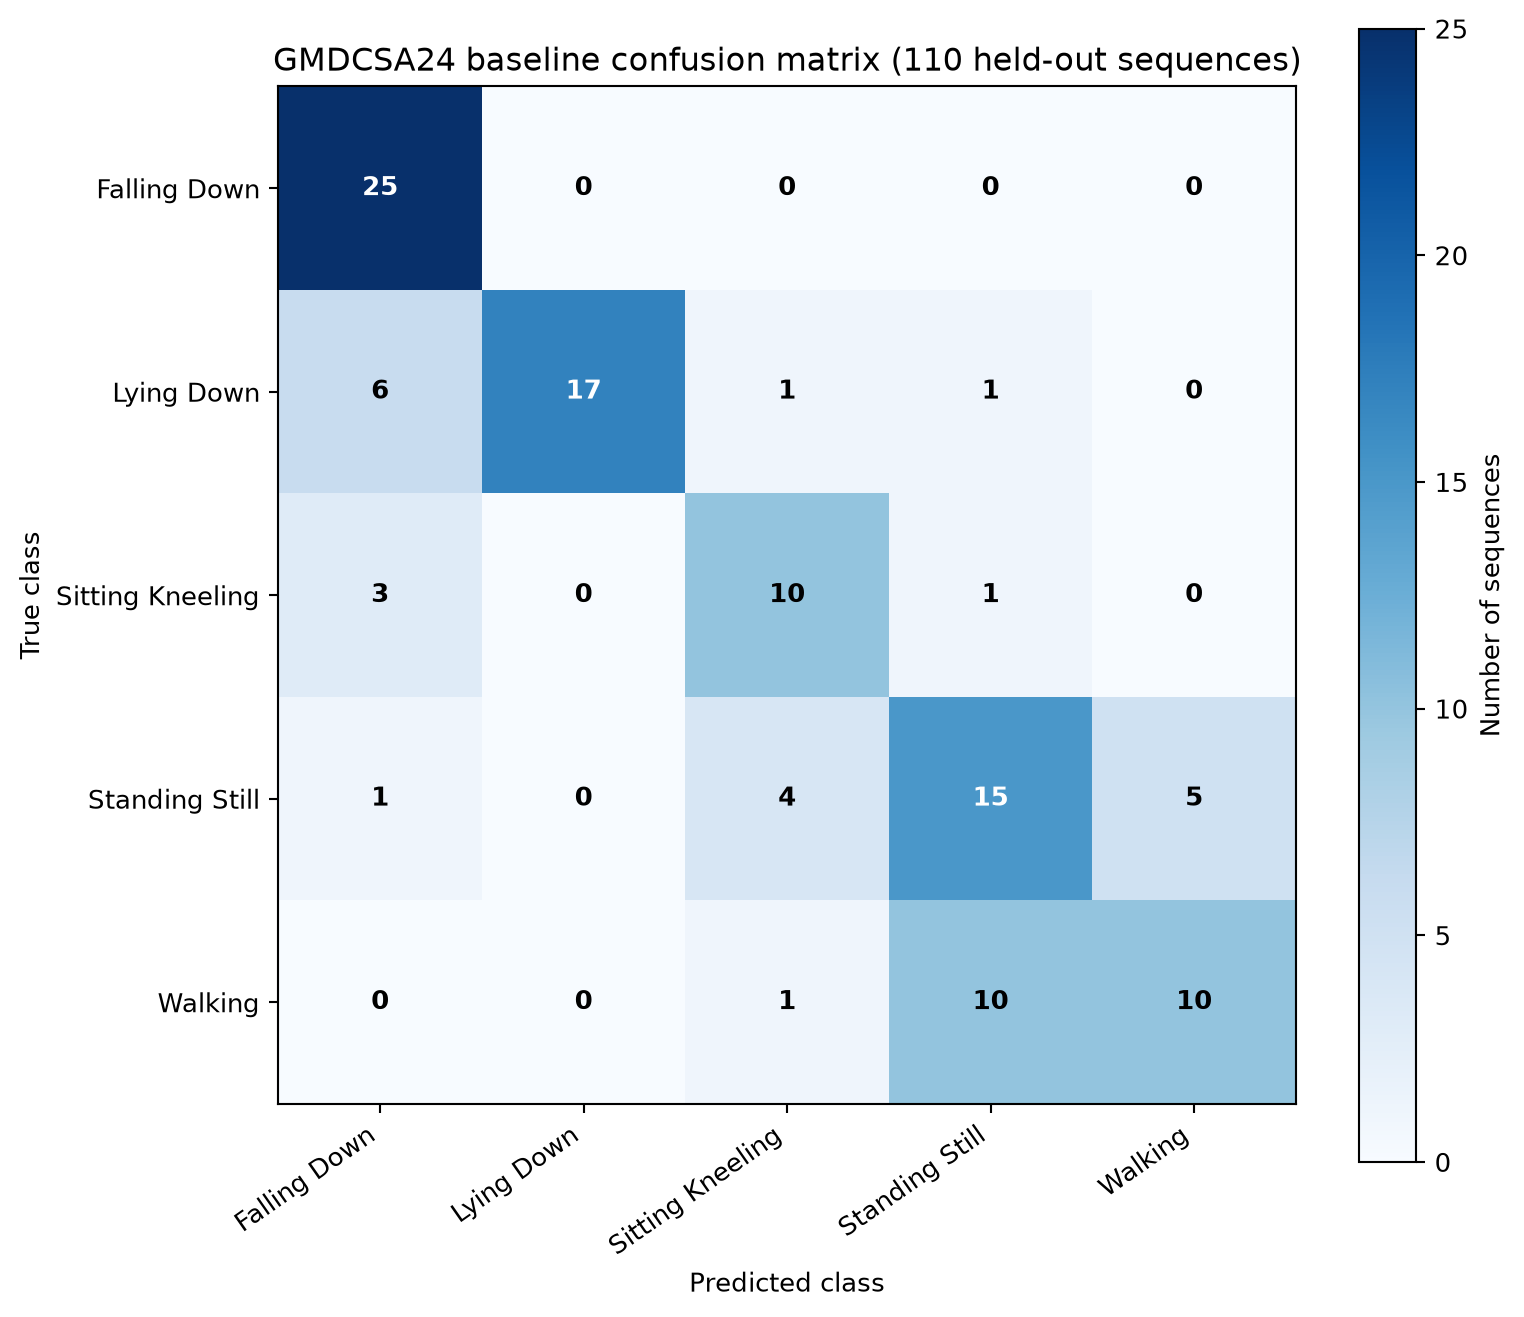 GMDCSA24 baseline confusion matrix (110 held-out sequences)
True class
Falling Down 25 0 0 0 0
Lying Down 6 17 1 1 0
Sitting Kneeling 3 0 10 1 0
Standing Still 1 0 4 15 5
Walking 0 0 1 10 10
Falling Down Lying Down Sitting Kneeling Standing Still Walking
Predicted class
25
20
15
10
5
0
Number of sequences